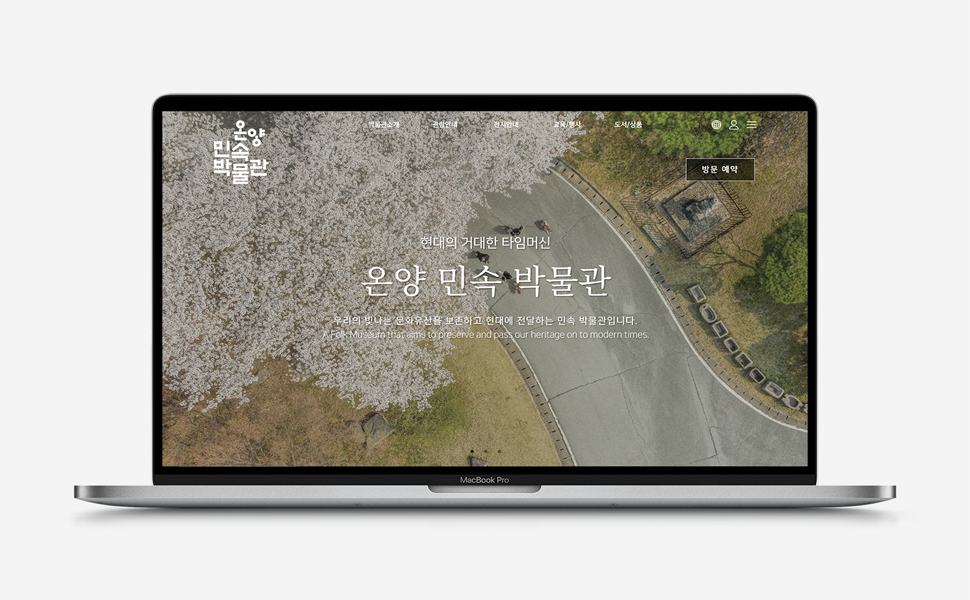 온양
민속
박물관
박물관소개 관람안내 전시안내 교육/행사 도서/상품
방문 예약
현대의 거대한 타임머신
온양 민속 박물관
우리의 빛나는 문화유산을 보존하고 현대에 전달하는 민속 박물관입니다.
A Folk Museum that aims to preserve and pass our heritage on to modern times.
MacBook Pro